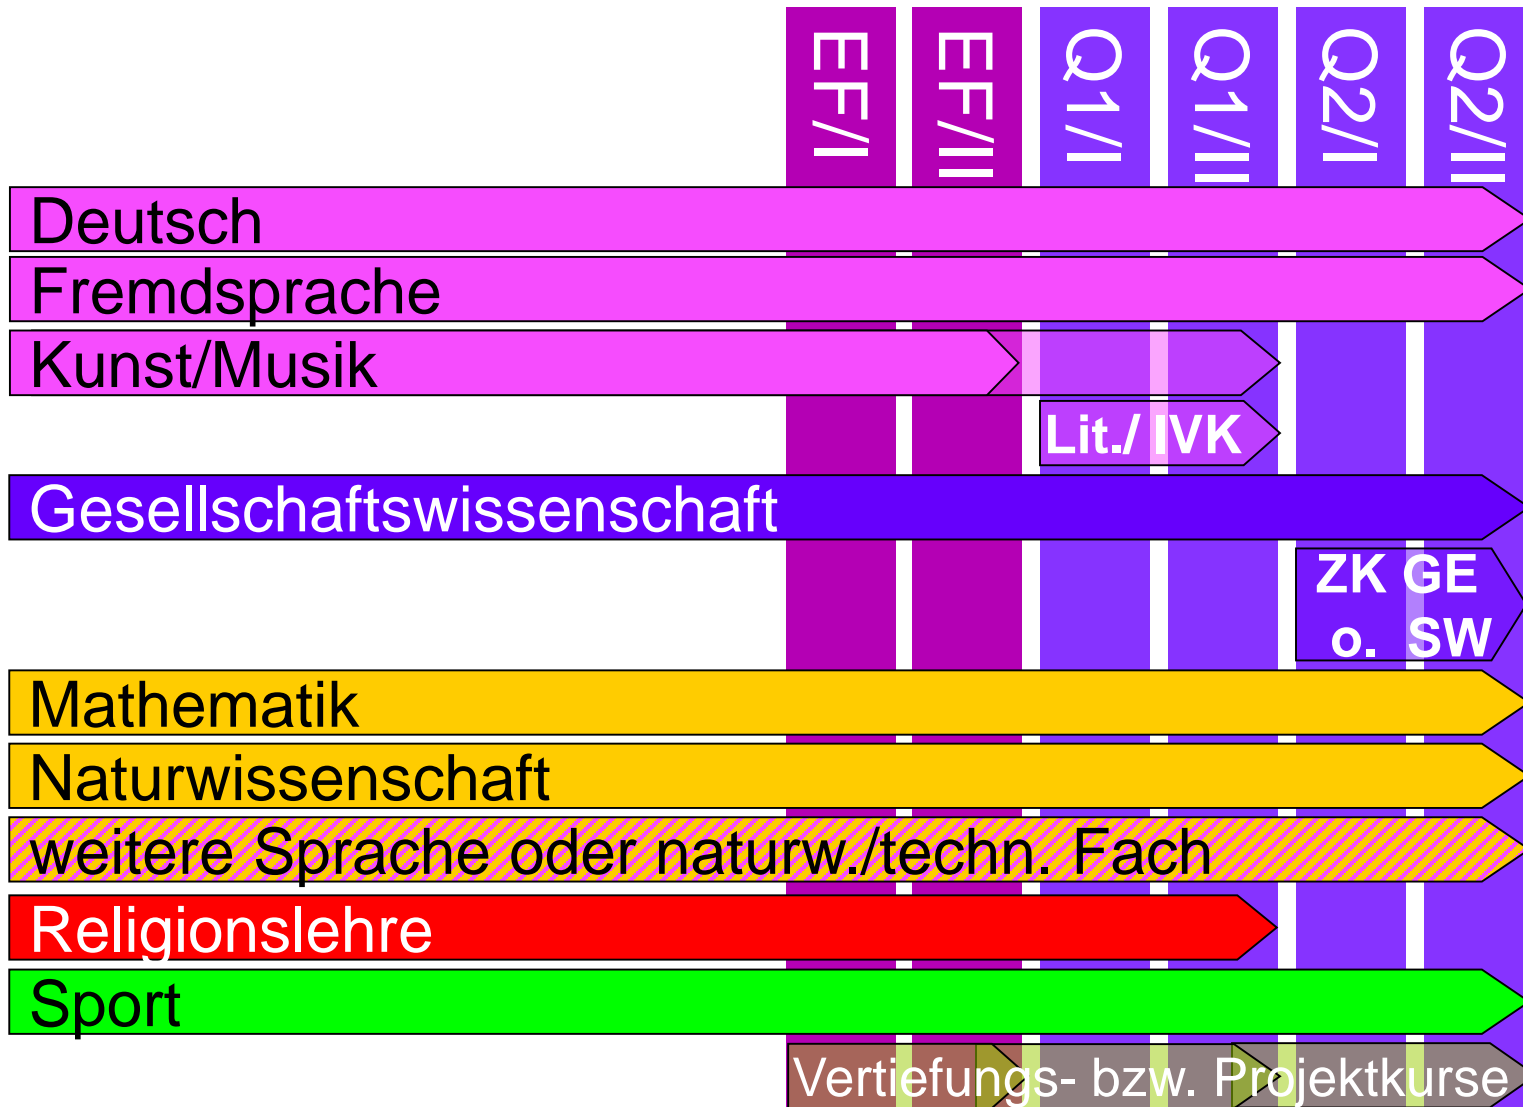 EF/I EF/II Q1/I Q1/II Q2/I Q2/II
Deutsch
Fremdsprache
Kunst/Musik
Lit./ IVK
Gesellschaftswissenschaft
ZK GE
o. SW
Mathematik
Naturwissenschaft
weitere Sprache oder naturw./techn. Fach
Religionslehre
Sport
Vertiefungs- bzw. Projektkurse